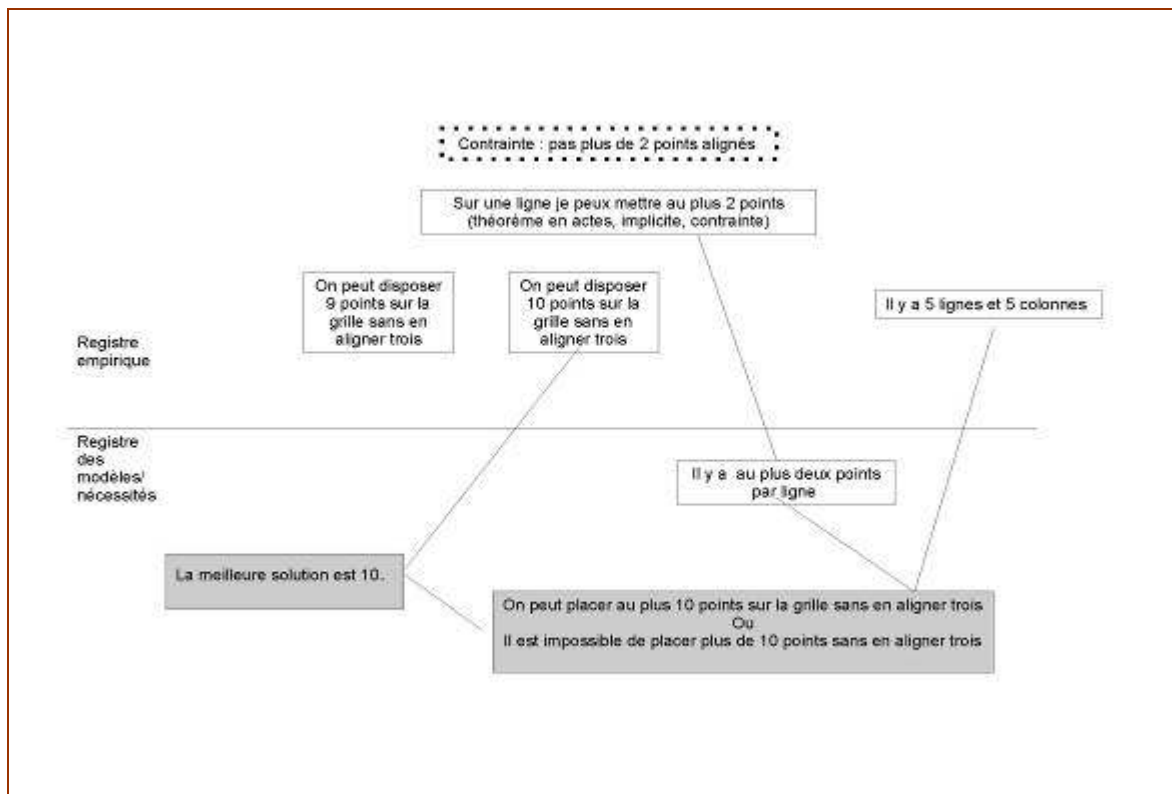 Contrainte : pas plus de 2 points alignés
Sur une ligne je peux mettre au plus 2 points
(théorème en actes, implicite, contrainte)
On peut disposer
9 points sur la
grille sans en
aligner trois
On peut disposer
10 points sur la
grille sans en
aligner trois
Il y a 5 lignes et 5 colonnes
Registre
empirique
Registre
des
modèles/
nécessités
Il y a au plus deux points
par ligne
La meilleure solution est 10.
On peut placer au plus 10 points sur la grille sans en aligner trois
Ou
Il est impossible de placer plus de 10 points sans en aligner trois